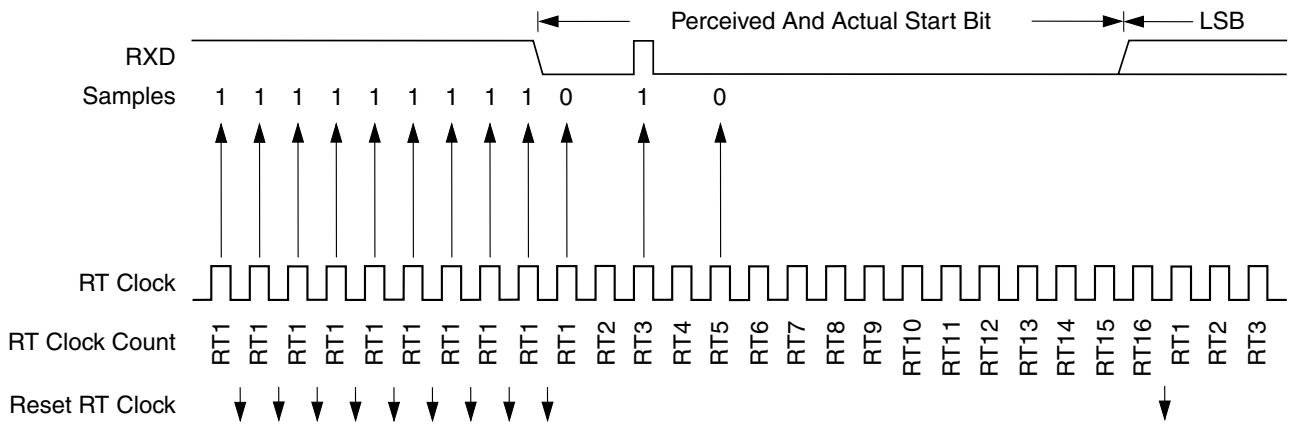 Perceived And Actual Start Bit LSB
RXD
Samples 1 1 1 1 1 1 1 1 1 0 1 0
RT Clock
RT Clock Count RT1 RT1 RT1 RT1 RT1 RT1 RT1 RT1 RT1 RT1 RT2 RT3 RT4 RT5 RT6 RT7 RT8 RT9 RT10 RT11 RT12 RT13 RT14 RT15 RT16 RT1 RT2 RT3
Reset RT Clock